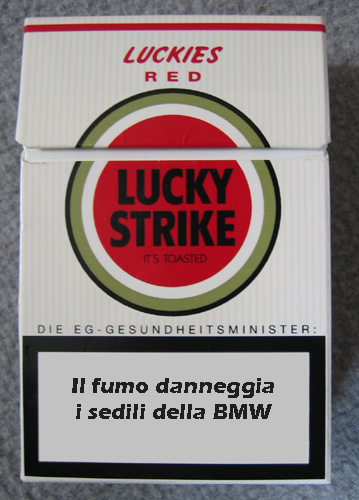 LUCKIES
RED
LUCKY
STRIKE
IT'S TOASTED
DIE EG-GESUNDHEITSMINISTER:
Il fumo danneggia
i sedili della BMW